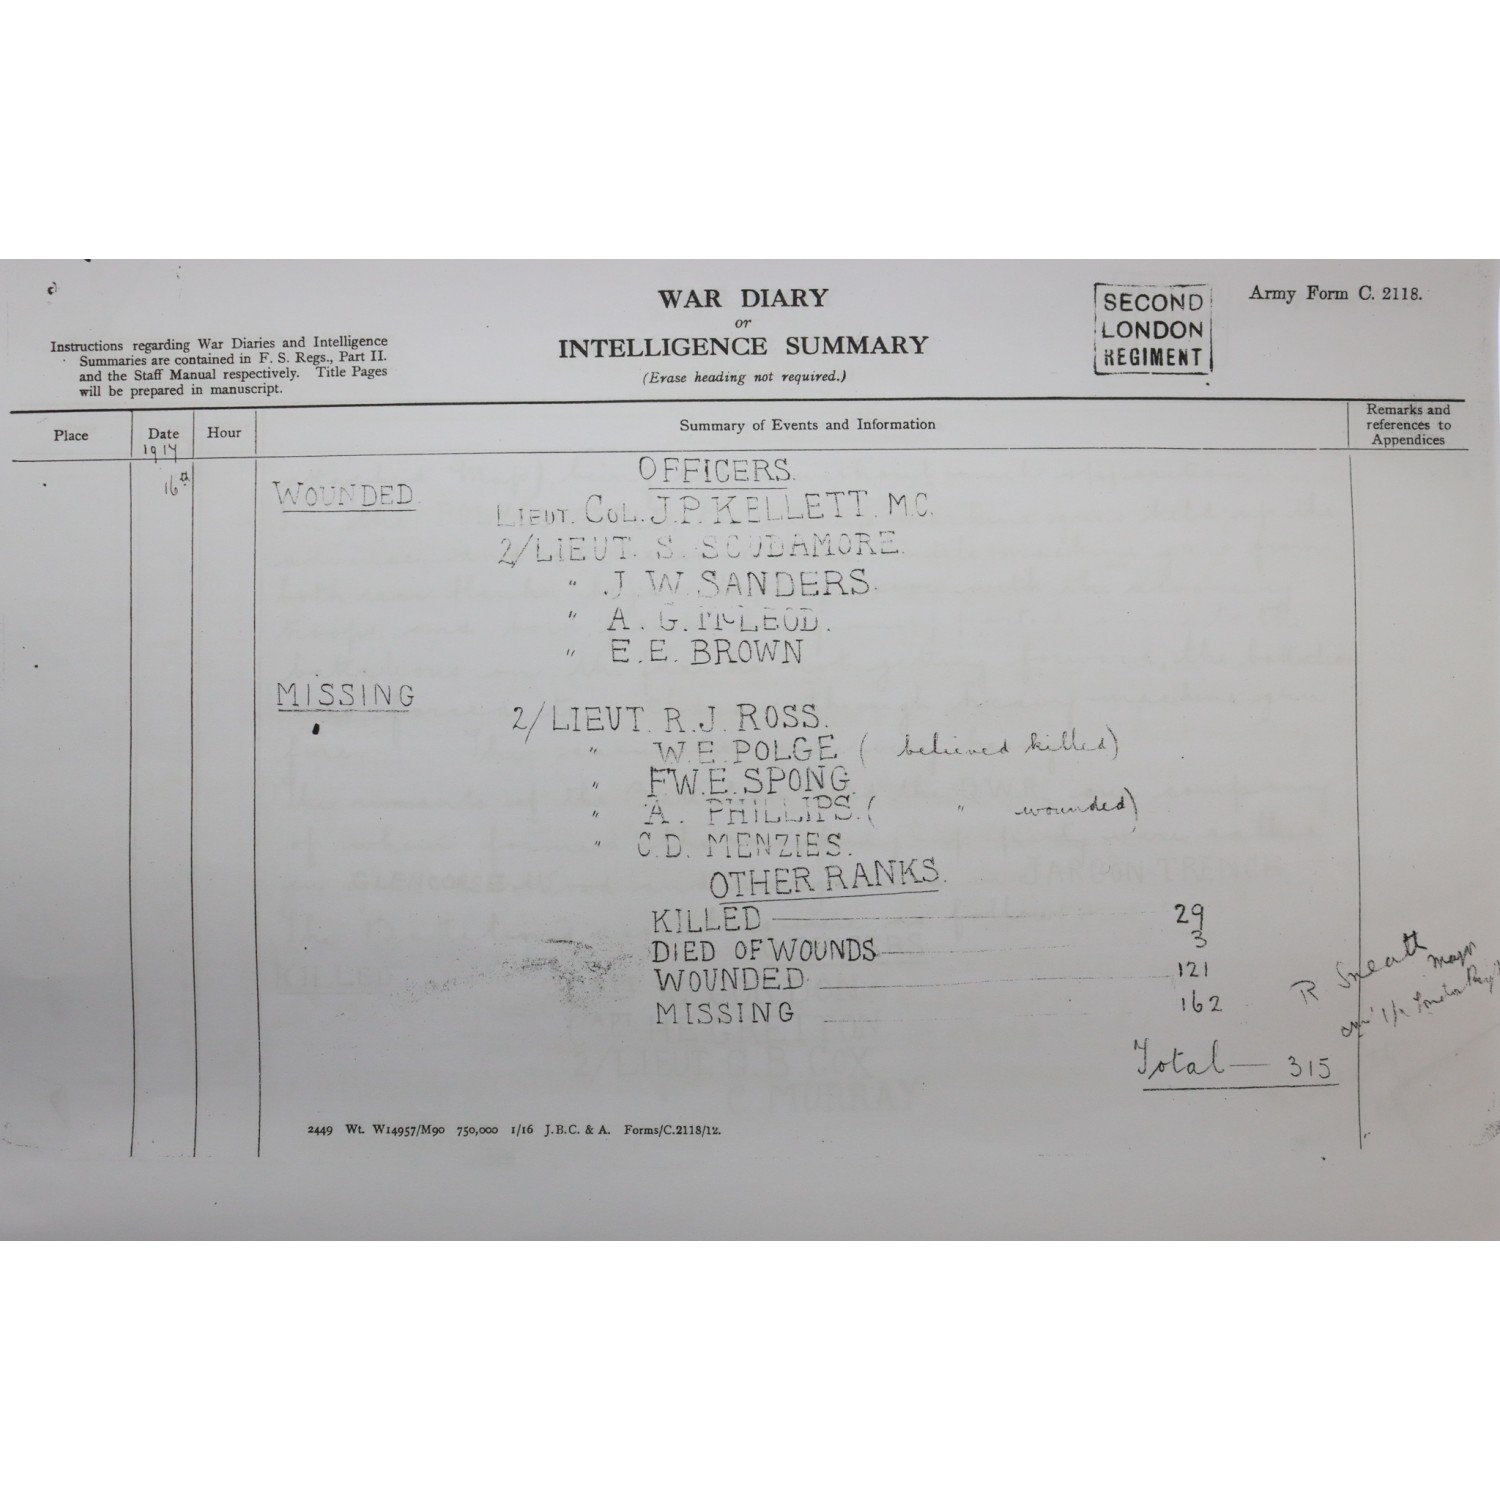 WAR DIARY
or
INTELLIGENCE SUMMARY
(Erase heading not required.)
SECOND
LONDON
REGIMENT
Army Form C. 2118.
Instructions regarding War Diaries and Intelligence
Summaries are contained in F. S. Regs., Part II.
and the Staff Manual respectively. Title Pages
will be prepared in manuscript.
Place
Date
Hour
Summary of Events and Information
Remarks and
references to
Appendices
1917
16th
OFFICERS.
WOUNDED
LIEUT. COL. J.P. KELLETT. M.C.
2/LIEUT. S. SCUDAMORE.
" J. W. SANDERS.
" A. G. McLEOD.
" E. E. BROWN
MISSING
2/LIEUT. R.J. ROSS.
" W.E. POLGE ( believed killed)
" F.W.E. SPONG.
" A. PHILLIPS. ( " wounded)
" C.D. MENZIES.
OTHER RANKS.
KILLED — 29
DIED OF WOUNDS — 3
WOUNDED — 121
MISSING — 162
Total — 315
R Sneath Major
2449 Wt. W14957/M90 750,000 1/16 J.B.C. & A. Forms/C.2118/12.